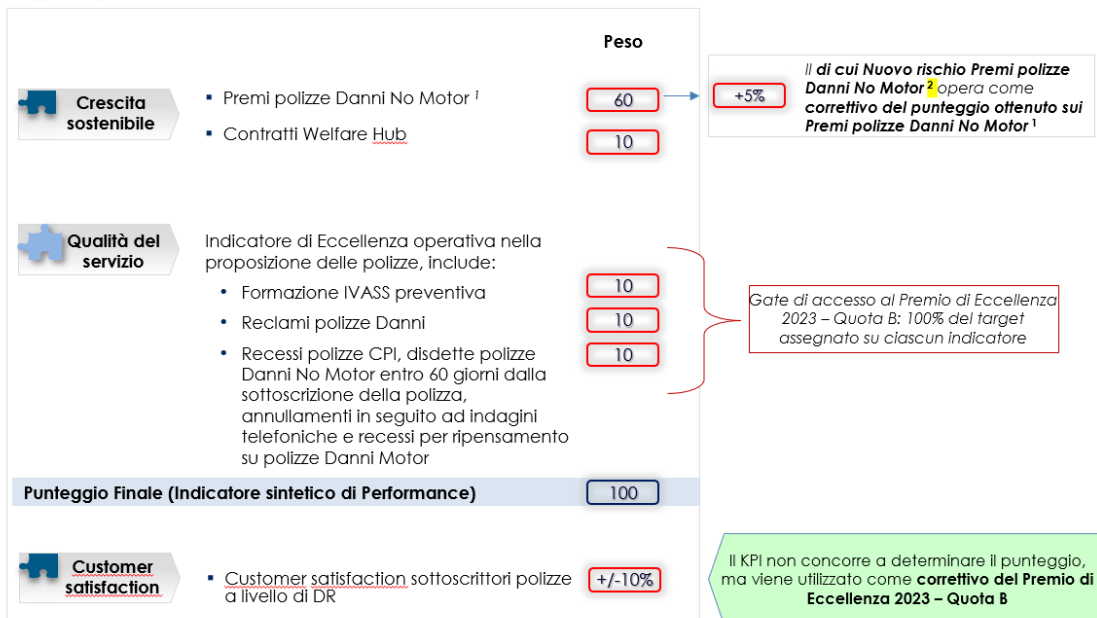 Peso
Crescita
sostenibile
▪ Premi polizze Danni No Motor ¹
60
▪ Contratti Welfare Hub
10
+5%
Il di cui Nuovo rischio Premi polizze
Danni No Motor ² opera come
correttivo del punteggio ottenuto sui
Premi polizze Danni No Motor ¹
Qualità del
servizio
Indicatore di Eccellenza operativa nella
proposizione delle polizze, include:
• Formazione IVASS preventiva
10
• Reclami polizze Danni
10
• Recessi polizze CPI, disdette polizze
10
Danni No Motor entro 60 giorni dalla
sottoscrizione della polizza,
annullamenti in seguito ad indagini
telefoniche e recessi per ripensamento
su polizze Danni Motor
Gate di accesso al Premio di Eccellenza
2023 – Quota B: 100% del target
assegnato su ciascun indicatore
Punteggio Finale (Indicatore sintetico di Performance)
100
Customer
satisfaction
▪ Customer satisfaction sottoscrittori polizze
a livello di DR
+/-10%
Il KPI non concorre a determinare il punteggio,
ma viene utilizzato come correttivo del Premio di
Eccellenza 2023 – Quota B